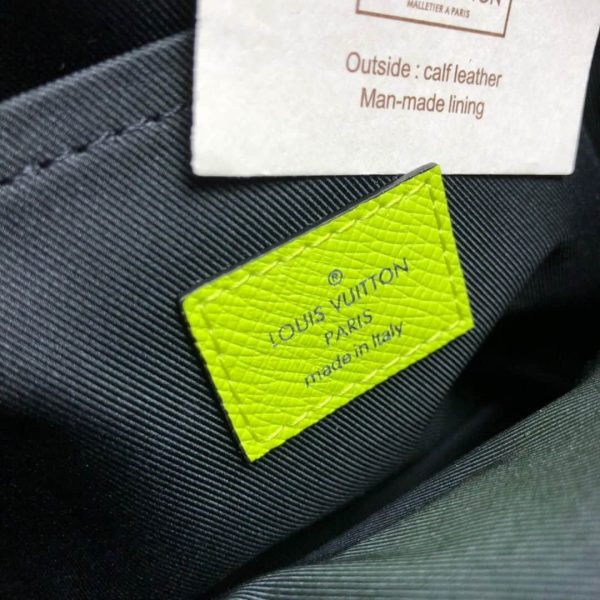 MALLETIER A PARIS
Outside : calf leather
Man-made lining
®
LOUIS VUITTON
PARIS
made in Italy